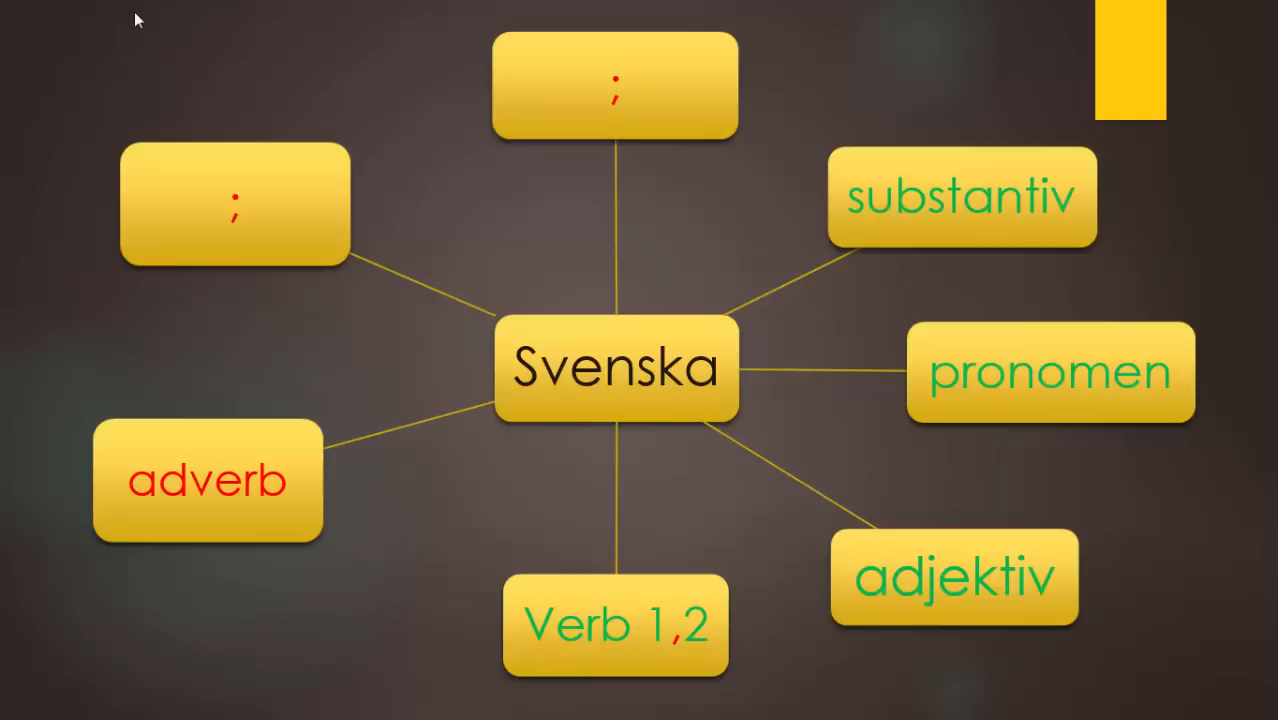 ;
;
substantiv
Svenska
pronomen
adverb
adjektiv
Verb 1,2